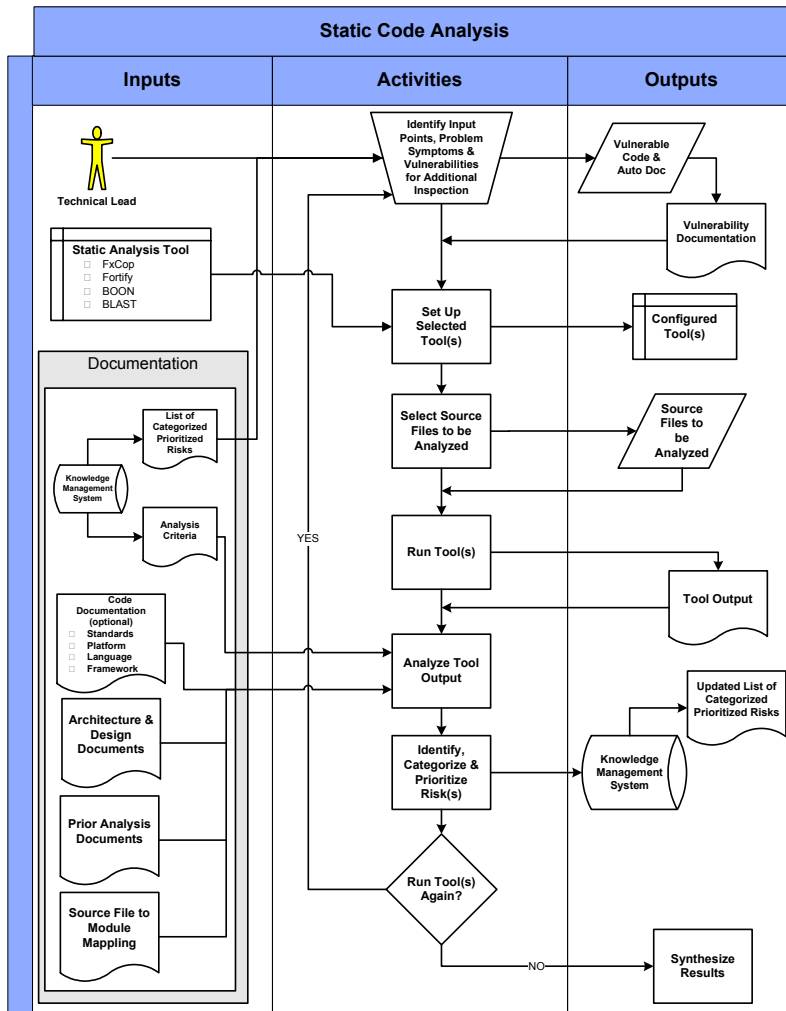 Static Code Analysis
Inputs
Activities
Outputs
Technical Lead
Identify Input
Points, Problem
Symptoms &
Vulnerabilities
for Additional
Inspection
Vulnerable
Code &
Auto Doc
Vulnerability
Documentation
Static Analysis Tool
FxCop
Fortify
BOON
BLAST
Set Up
Selected
Tool(s)
Configured
Tool(s)
Documentation
List of
Categorized
Prioritized
Risks
Knowledge
Management
System
Analysis
Criteria
Select Source
Files to be
Analyzed
Source
Files to
be
Analyzed
YES
Run Tool(s)
Tool Output
Code
Documentation
(optional)
Standards
Platform
Language
Framework
Analyze Tool
Output
Architecture &
Design
Documents
Identify,
Categorize &
Prioritize
Risk(s)
Knowledge
Management
System
Updated List of
Categorized
Prioritized Risks
Prior Analysis
Documents
Run Tool(s)
Again?
Source File to
Module
Mapping
NO
Synthesize
Results